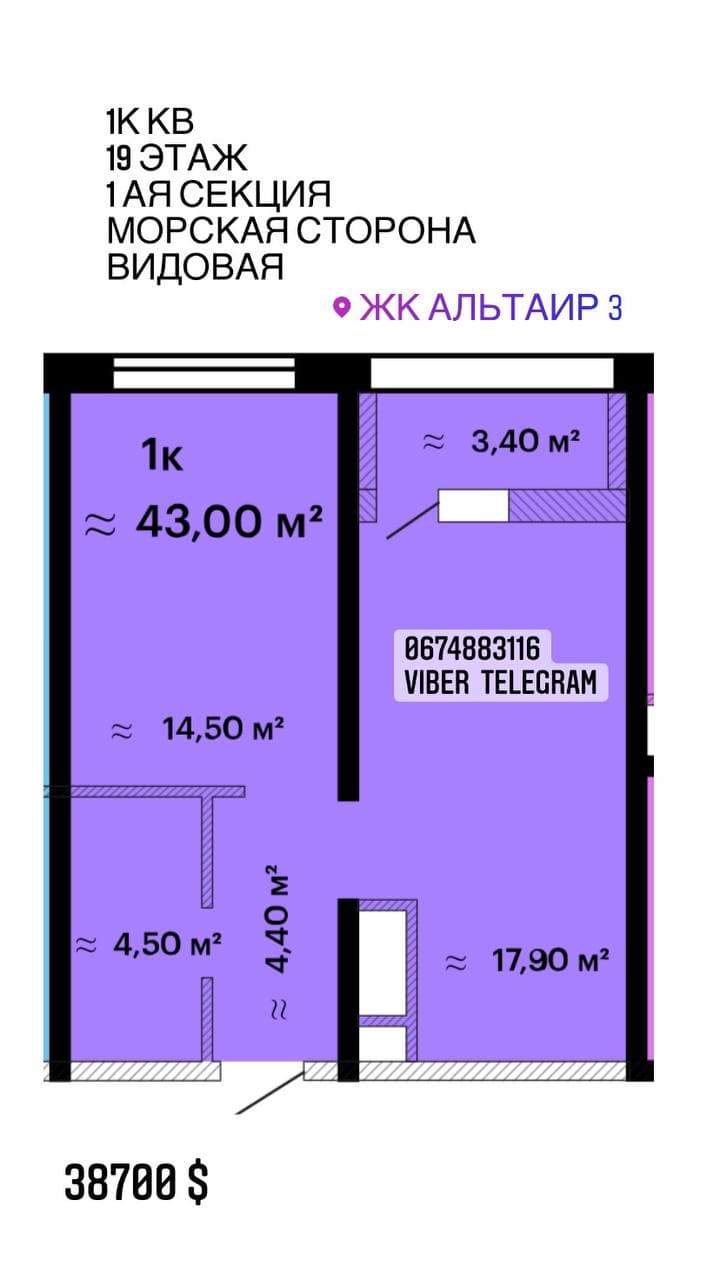 1К КВ
19 ЭТАЖ
1 АЯ СЕКЦИЯ
МОРСКАЯ СТОРОНА
ВИДОВАЯ
ЖК АЛЬТАИР 3
1к
≈ 43,00 м²
≈ 3,40 м²
0674883116
VIBER TELEGRAM
≈ 14,50 м²
≈ 4,50 м²
≈ 4,40 м²
≈ 17,90 м²
38700 $